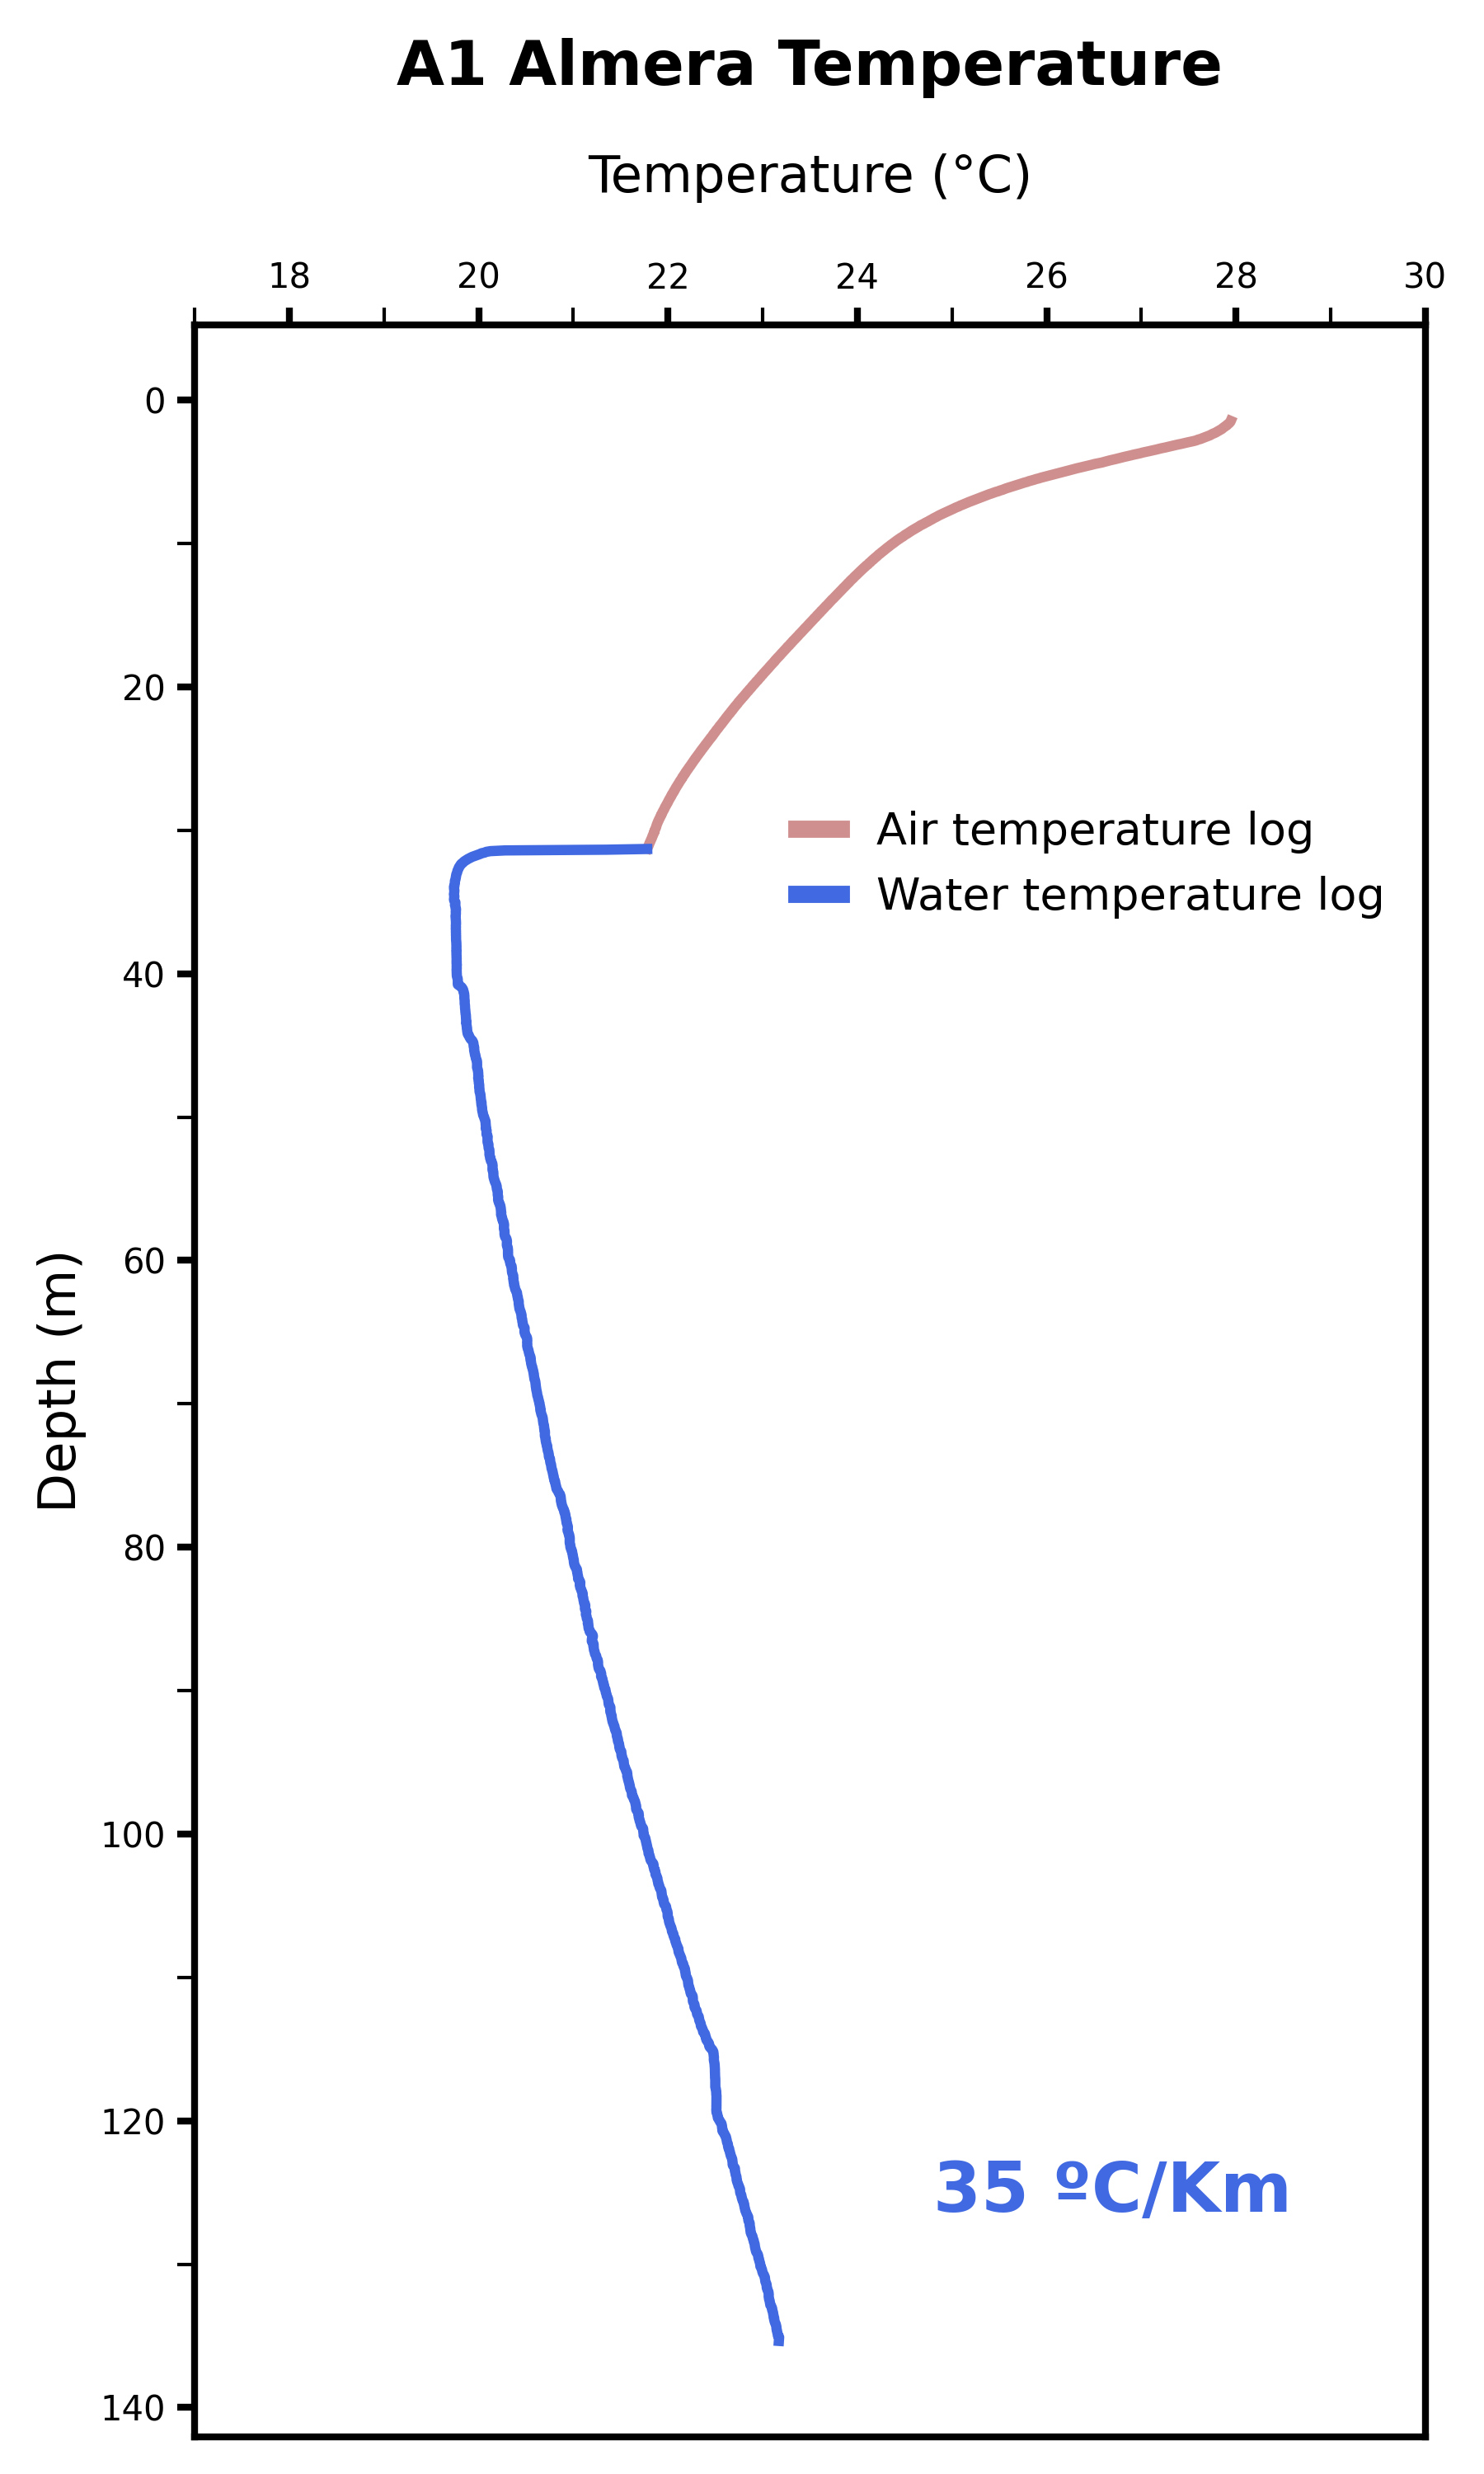 A1 Almera Temperature
Temperature (°C)
18 20 22 24 26 28 30
0
20
Air temperature log
Water temperature log
40
60
Depth (m)
80
100
120
35 ºC/Km
140